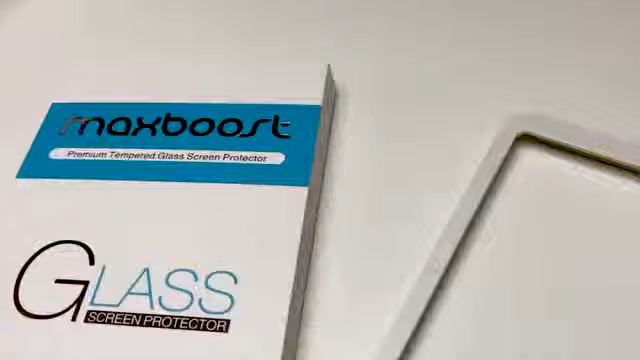 maxboost
Premium Tempered Glass Screen Protector
GLASS
SCREEN PROTECTOR